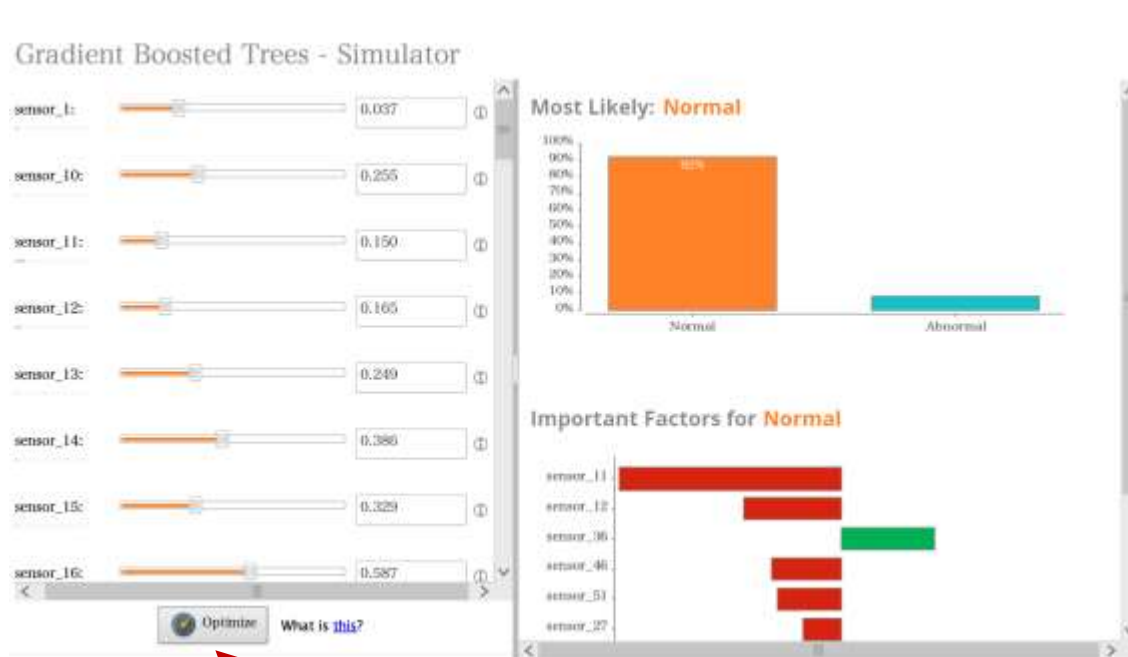 Gradient Boosted Trees - Simulator
sensor_1: 0.037
sensor_10: 0.255
sensor_11: 0.150
sensor_12: 0.165
sensor_13: 0.249
sensor_14: 0.386
sensor_15: 0.329
sensor_16: 0.587
Optimize What is this?
Most Likely: Normal
100%
90%
80%
70%
60%
50%
40%
30%
20%
10%
0%
Normal Abnormal
Important Factors for Normal
sensor_11
sensor_12
sensor_36
sensor_46
sensor_51
sensor_27